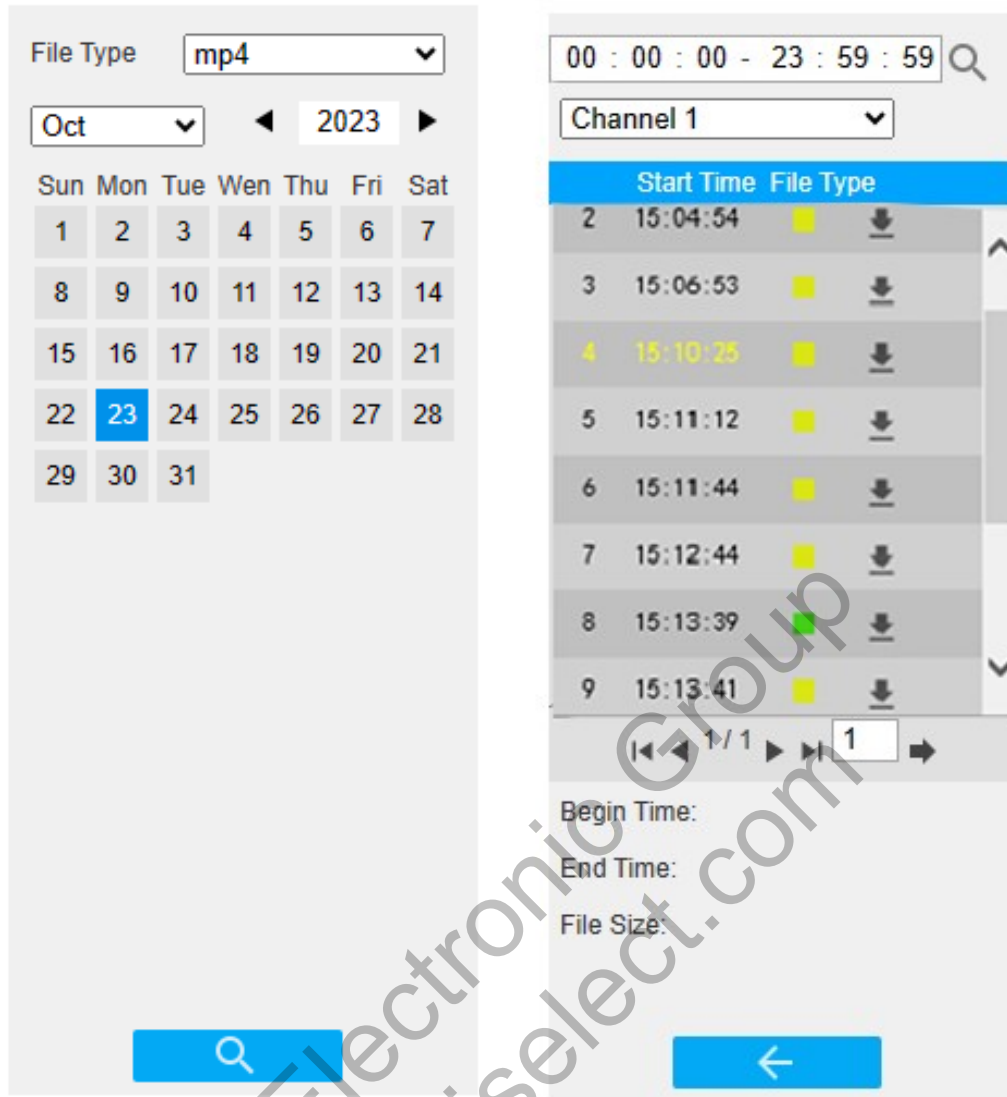 File Type mp4
Oct 2023
Sun Mon Tue Wen Thu Fri Sat
1 2 3 4 5 6 7
8 9 10 11 12 13 14
15 16 17 18 19 20 21
22 23 24 25 26 27 28
29 30 31
00 : 00 : 00 - 23 : 59 : 59
Channel 1
Start Time File Type
2 15:04:54
3 15:06:53
4 15:10:25
5 15:11:12
6 15:11:44
7 15:12:44
8 15:13:39
9 15:13:41
1/1 1
Begin Time:
End Time:
File Size:
Electronic Group
iselect.com